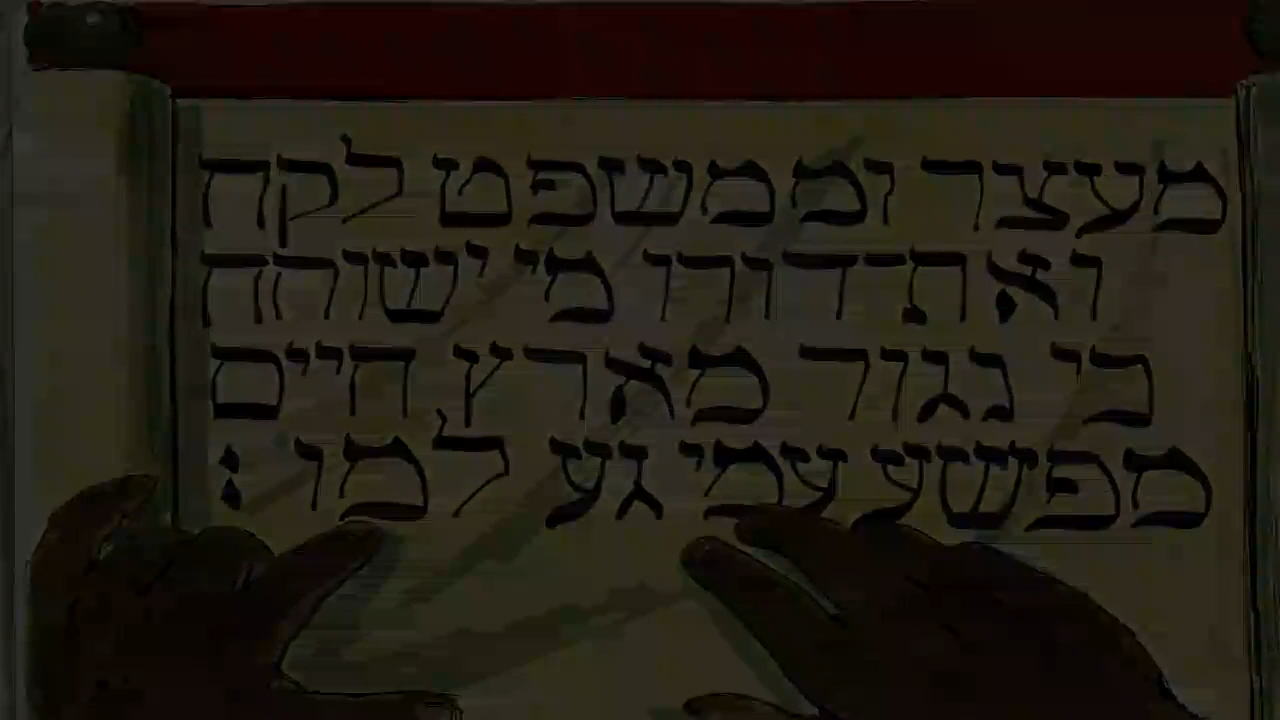 מעצר וממשפט לקח
ואת־דורו מי ישוחח
כי נגזר מארץ חיים
מפשע עמי נגע למו׃